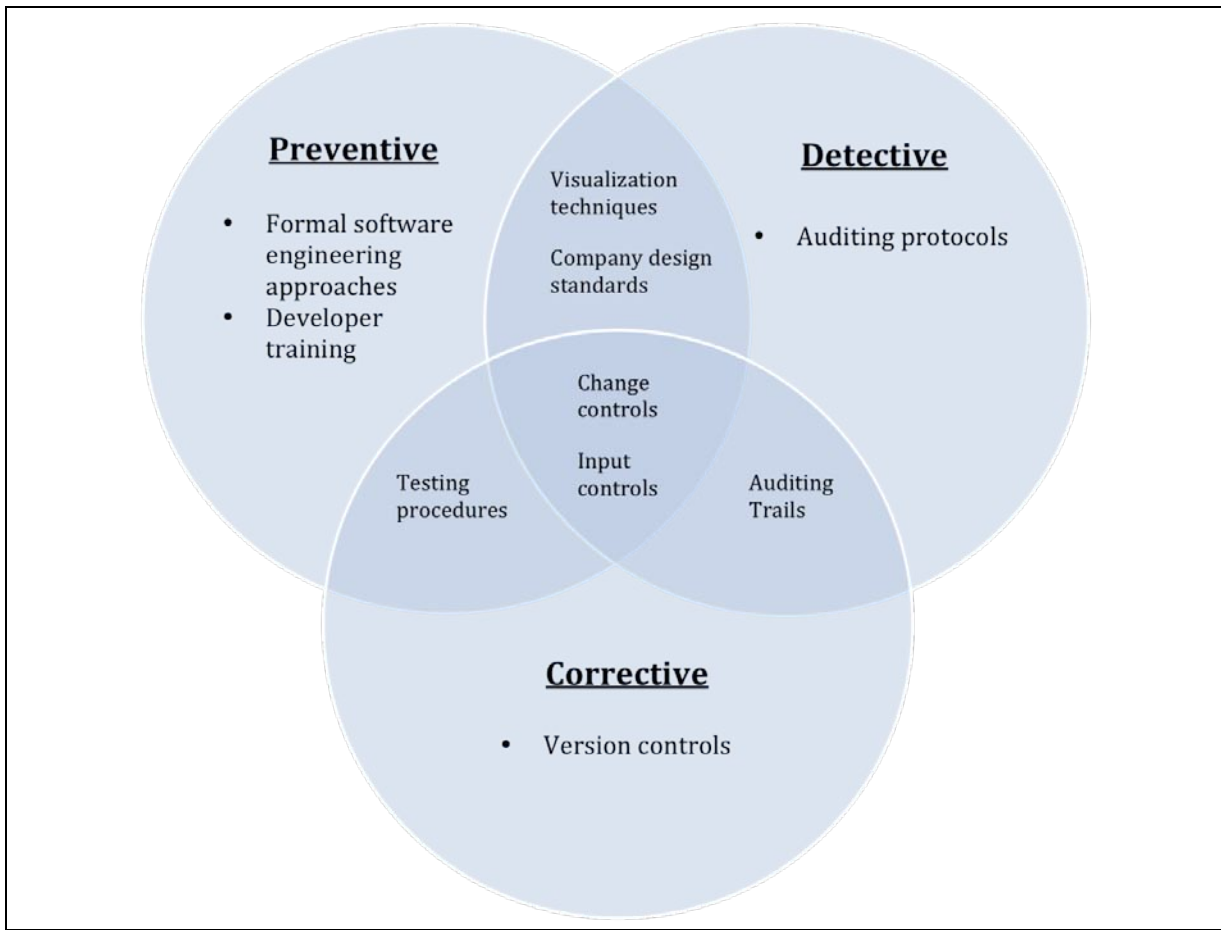 Preventive
• Formal software
engineering
approaches
• Developer
training
Visualization
techniques
Company design
standards
Detective
• Auditing protocols
Change
controls
Input
controls
Testing
procedures
Auditing
Trails
Corrective
• Version controls